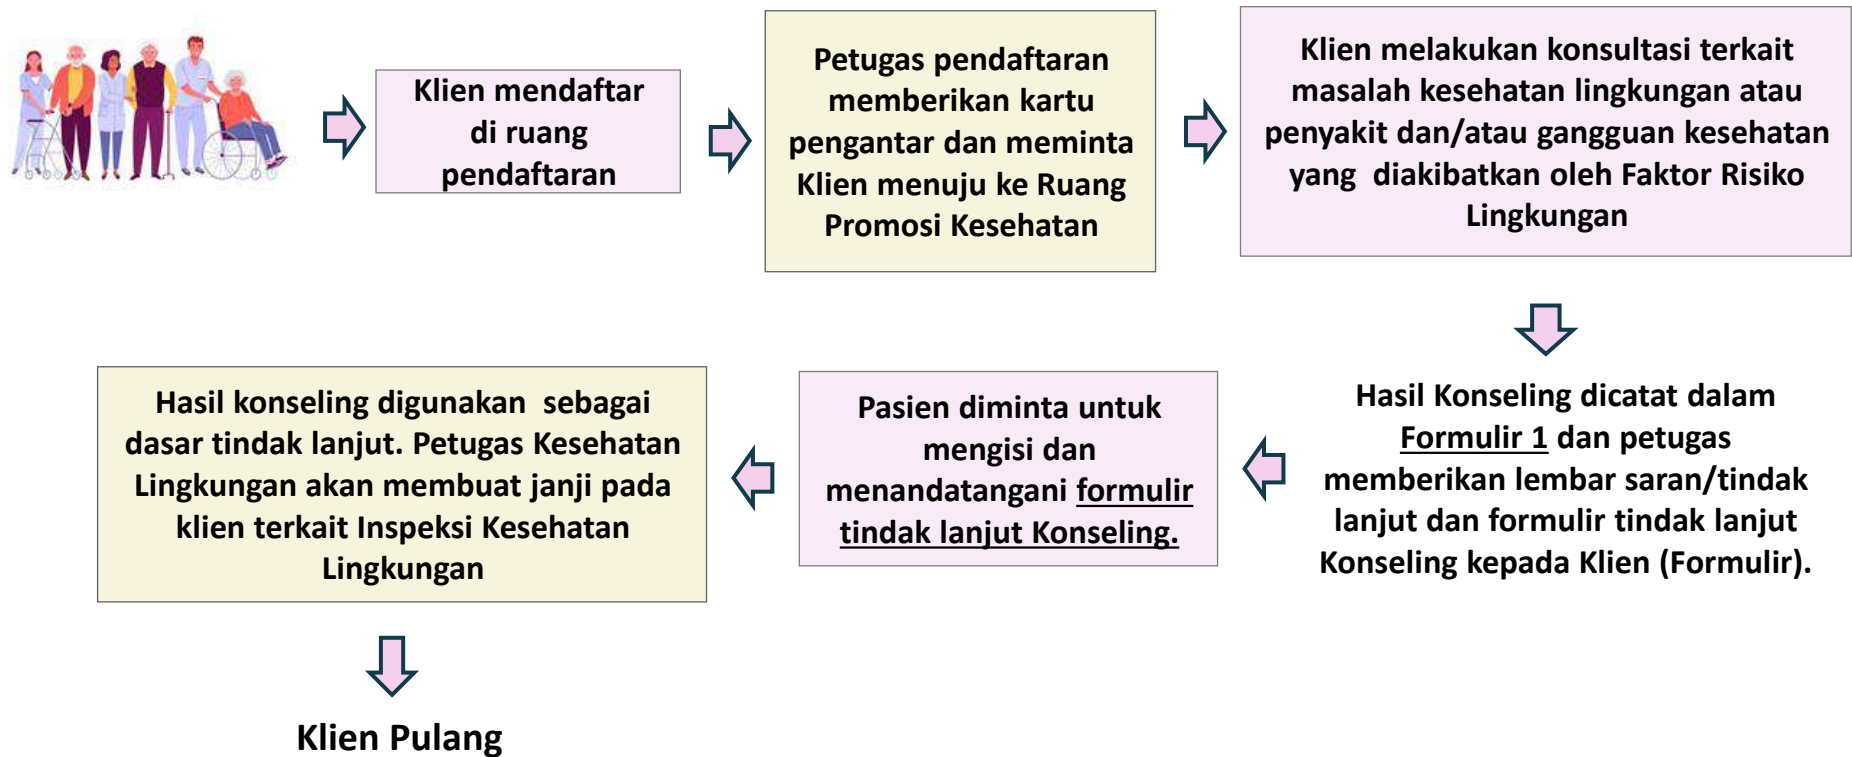 Klien mendaftar
di ruang
pendaftaran
Petugas pendaftaran
memberikan kartu
pengantar dan meminta
Klien menuju ke Ruang
Promosi Kesehatan
Klien melakukan konsultasi terkait
masalah kesehatan lingkungan atau
penyakit dan/atau gangguan kesehatan
yang diakibatkan oleh Faktor Risiko
Lingkungan
Hasil Konseling dicatat dalam
Formulir 1 dan petugas
memberikan lembar saran/tindak
lanjut dan formulir tindak lanjut
Konseling kepada Klien (Formulir).
Pasien diminta untuk
mengisi dan
menandatangani formulir
tindak lanjut Konseling.
Hasil konseling digunakan sebagai
dasar tindak lanjut. Petugas Kesehatan
Lingkungan akan membuat janji pada
klien terkait Inspeksi Kesehatan
Lingkungan
Klien Pulang